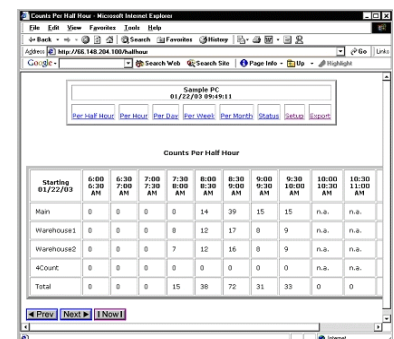 Counts Per Half Hour - Microsoft Internet Explorer
File Edit View Favorites Tools Help
Back Search Favorites History
Address http://66.148.204.100/halfhour Go Links
Google Search Web Search Site Page Info Up Highlight
Sample PC
01/22/03 09:49:11
Per Half Hour Per Hour Per Day Per Week Per Month Status Setup Export
Counts Per Half Hour
Starting 01/22/03 6:00 6:30 AM 6:30 7:00 AM 7:00 7:30 AM 7:30 8:00 AM 8:00 8:30 AM 8:30 9:00 AM 9:00 9:30 AM 9:30 10:00 AM 10:00 10:30 AM 10:30 11:00 AM
Main 0 0 0 0 14 39 15 15 n.a. n.a.
Warehouse1 0 0 0 8 12 17 8 9 n.a. n.a.
Warehouse2 0 0 0 7 12 16 8 9 n.a. n.a.
4Count 0 0 0 0 0 0 0 0 0 0
Total 0 0 0 15 38 72 31 33 0 0
Prev Next Now
Internet